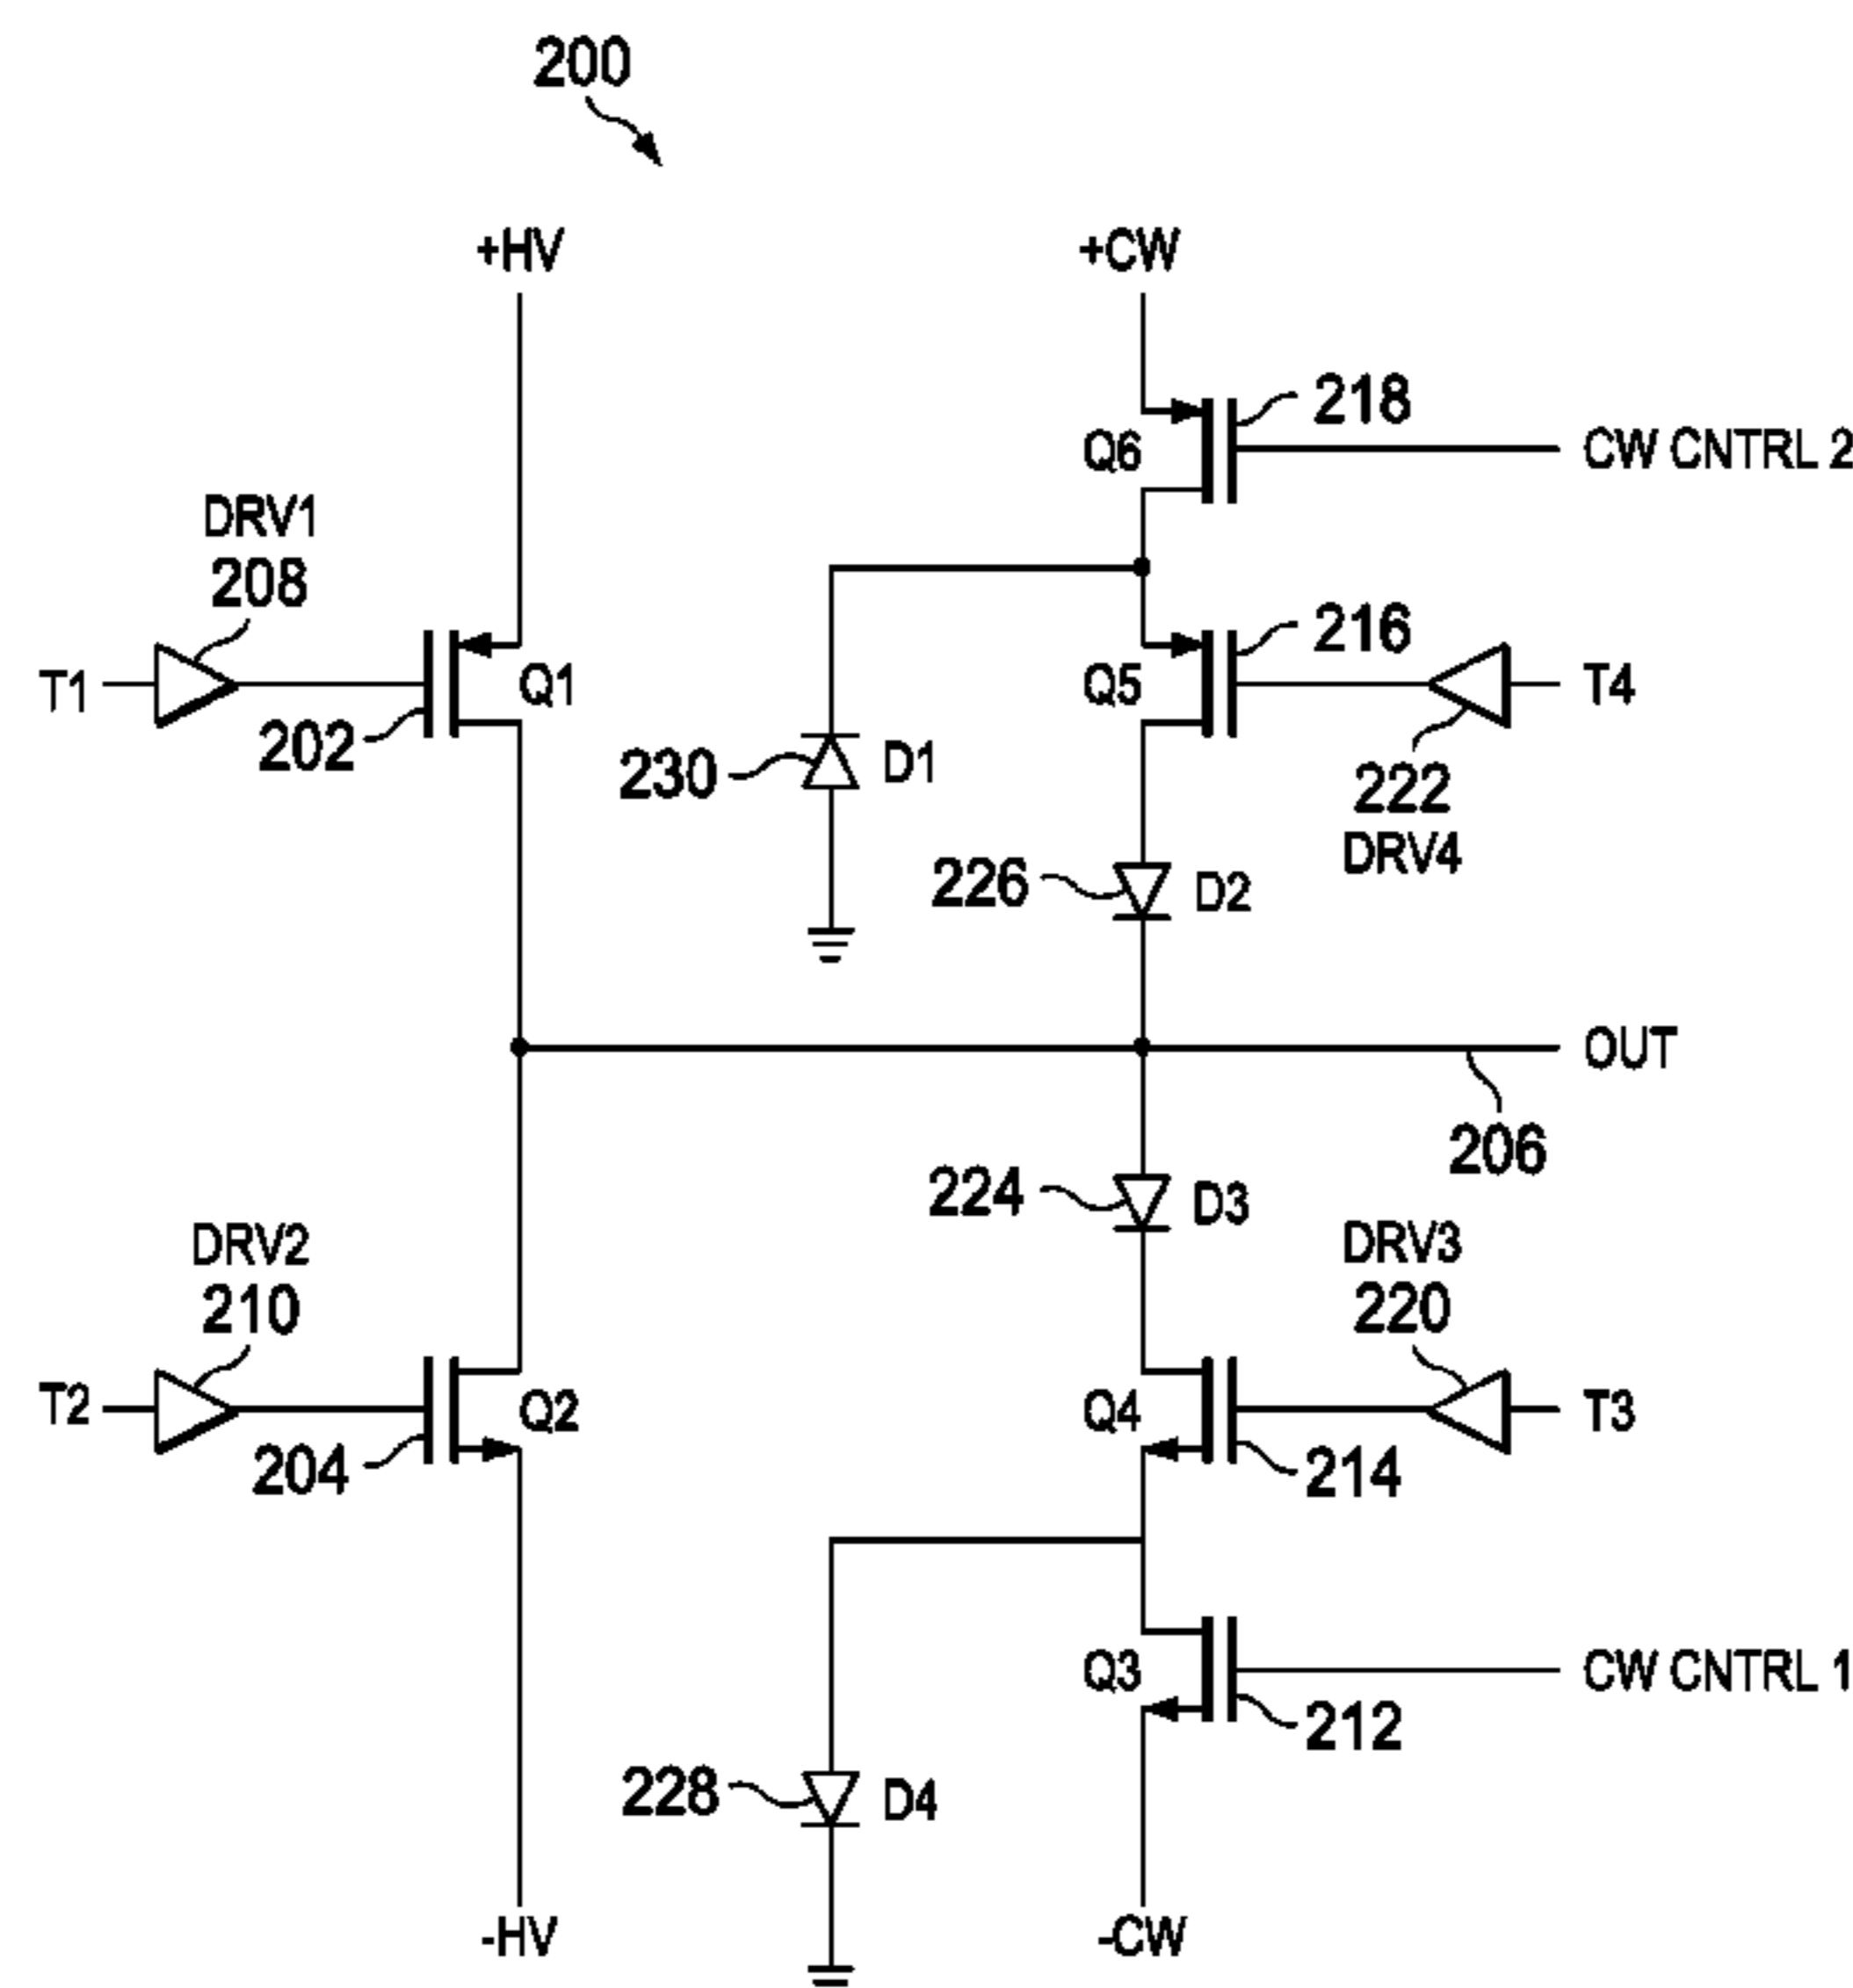 200
+HV
+CW
218
Q6
CW CNTRL 2
DRV1
208
216
T1
Q1
Q5
T4
202
230
D1
222
DRV4
226
D2
OUT
206
224
D3
DRV2
210
DRV3
220
T2
Q2
Q4
T3
204
214
Q3
CW CNTRL 1
212
228
D4
-HV
-CW